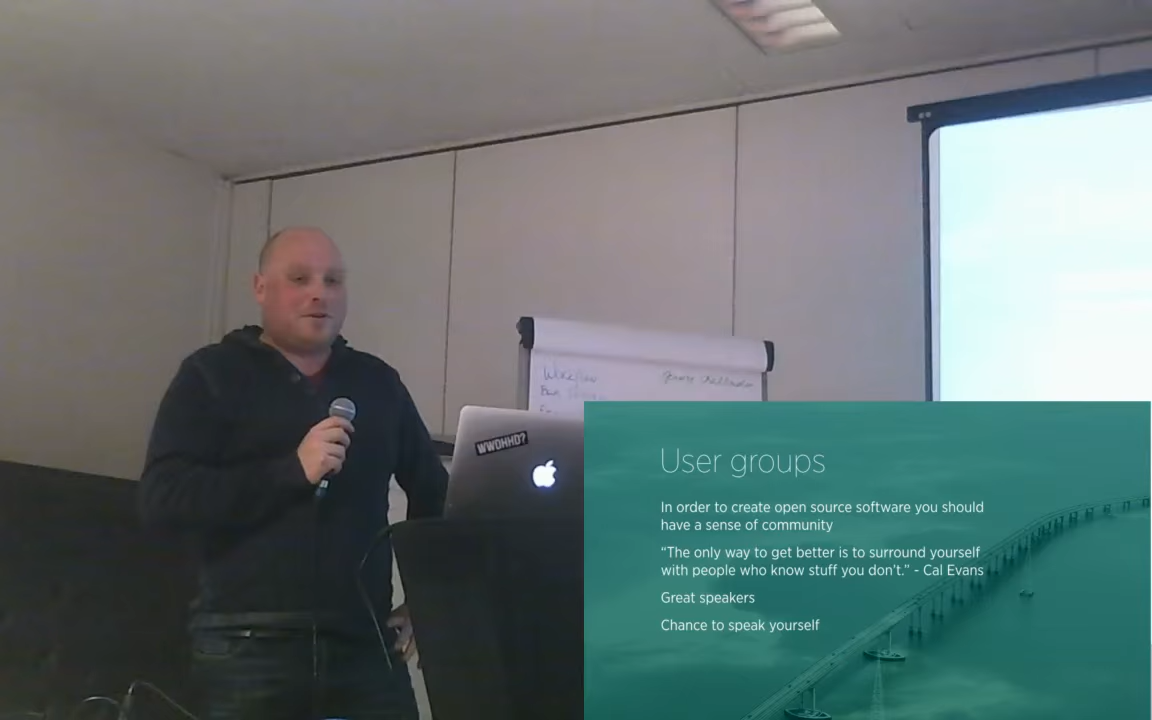 WWDHHD?
User groups
In order to create open source software you should
have a sense of community
“The only way to get better is to surround yourself
with people who know stuff you don’t.” - Cal Evans
Great speakers
Chance to speak yourself